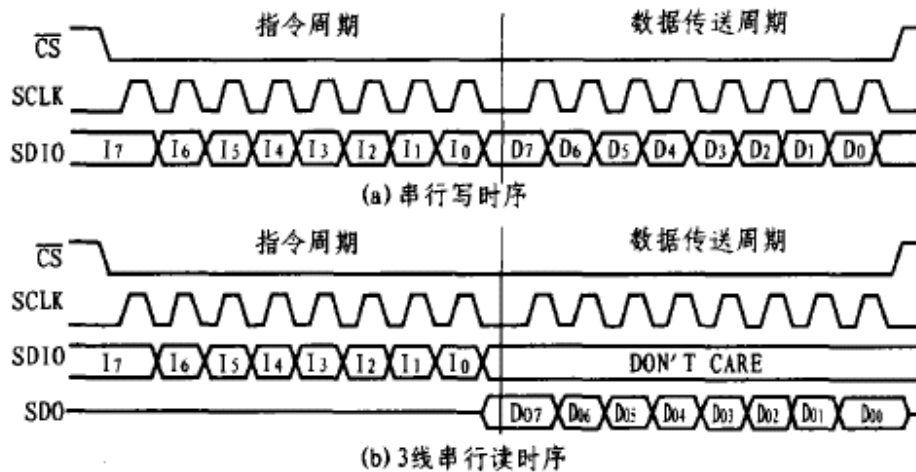 指令周期 数据传送周期
CS
SCLK
SDIO I7 I6 I5 I4 I3 I2 I1 I0 D7 D6 D5 D4 D3 D2 D1 D0
(a) 串行写时序
指令周期 数据传送周期
CS
SCLK
SDIO I7 I6 I5 I4 I3 I2 I1 I0 DON'T CARE
SDO D07 D06 D05 D04 D03 D02 D01 D00
(b) 3线串行读时序